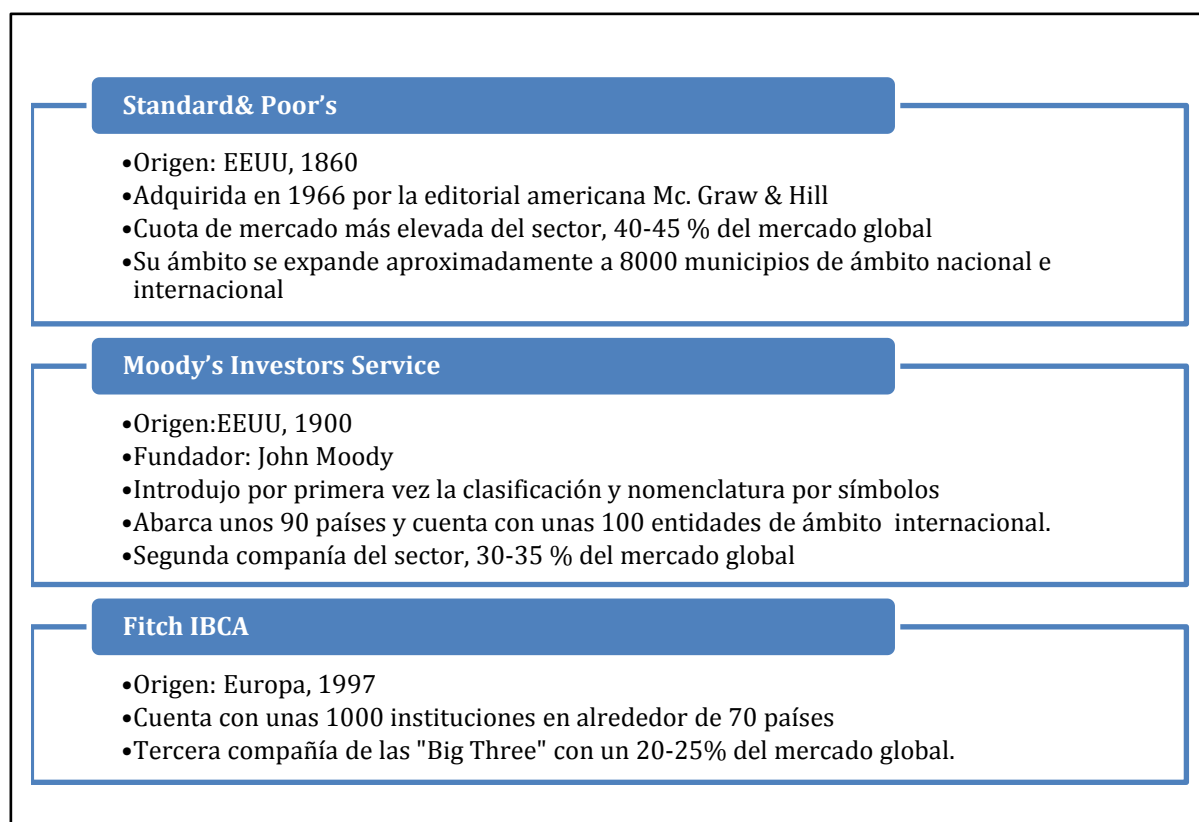 Standard& Poor’s
•Origen: EEUU, 1860
•Adquirida en 1966 por la editorial americana Mc. Graw & Hill
•Cuota de mercado más elevada del sector, 40-45 % del mercado global
•Su ámbito se expande aproximadamente a 8000 municipios de ámbito nacional e
internacional
Moody’s Investors Service
•Origen:EEUU, 1900
•Fundador: John Moody
•Introdujo por primera vez la clasificación y nomenclatura por símbolos
•Abarca unos 90 países y cuenta con unas 100 entidades de ámbito  internacional.
•Segunda companía del sector, 30-35 % del mercado global
Fitch IBCA
•Origen: Europa, 1997
•Cuenta con unas 1000 instituciones en alrededor de 70 países
•Tercera compañía de las "Big Three" con un 20-25% del mercado global.